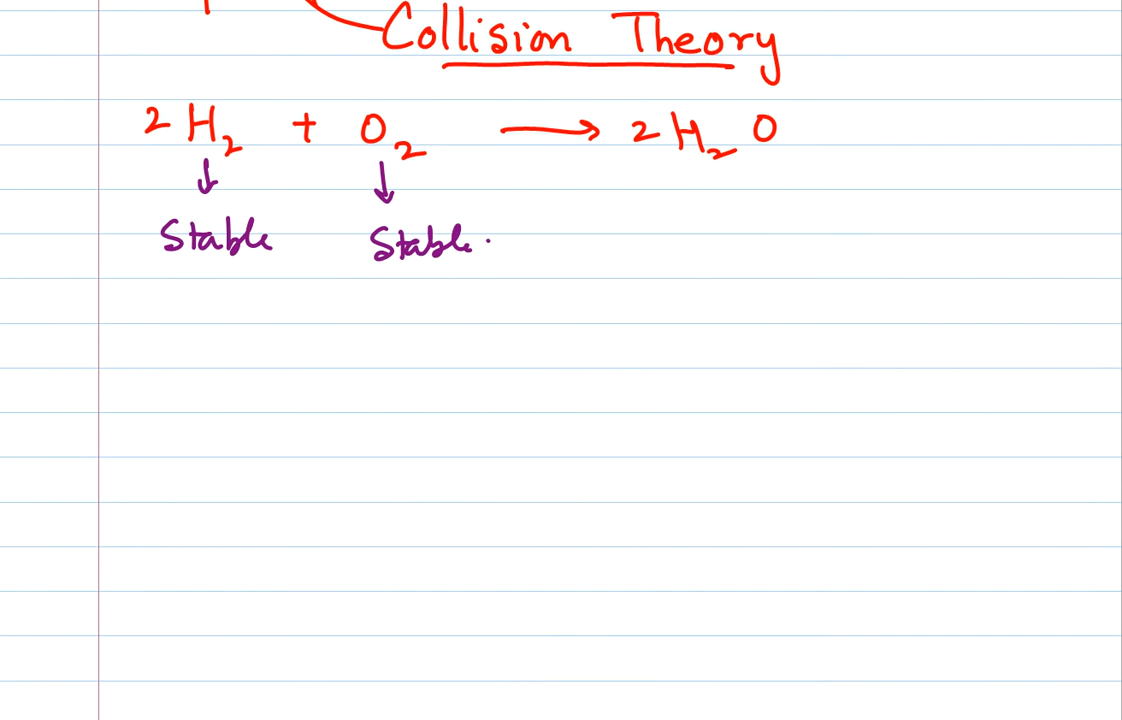 Collision Theory
2 H₂ + O₂ → 2 H₂ O
↓ ↓
Stable Stable.